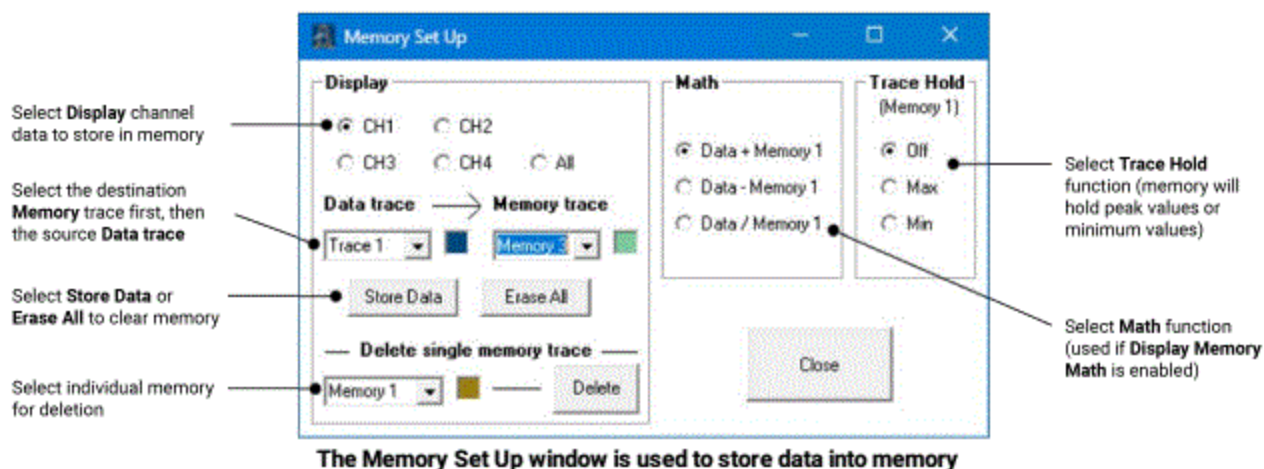 Memory Set Up
Select Display channel
data to store in memory
Select the destination
Memory trace first, then
the source Data trace
Select Store Data or
Erase All to clear memory
Select individual memory
for deletion
Display
CH1 CH2
CH3 CH4 All
Data trace Memory trace
Trace 1 Memory 3
Store Data Erase All
Delete single memory trace
Memory 1 Delete
Math
Data + Memory 1
Data - Memory 1
Data / Memory 1
Trace Hold
(Memory 1)
Off
Max
Min
Close
Select Trace Hold
function (memory will
hold peak values or
minimum values)
Select Math function
(used if Display Memory
Math is enabled)
The Memory Set Up window is used to store data into memory